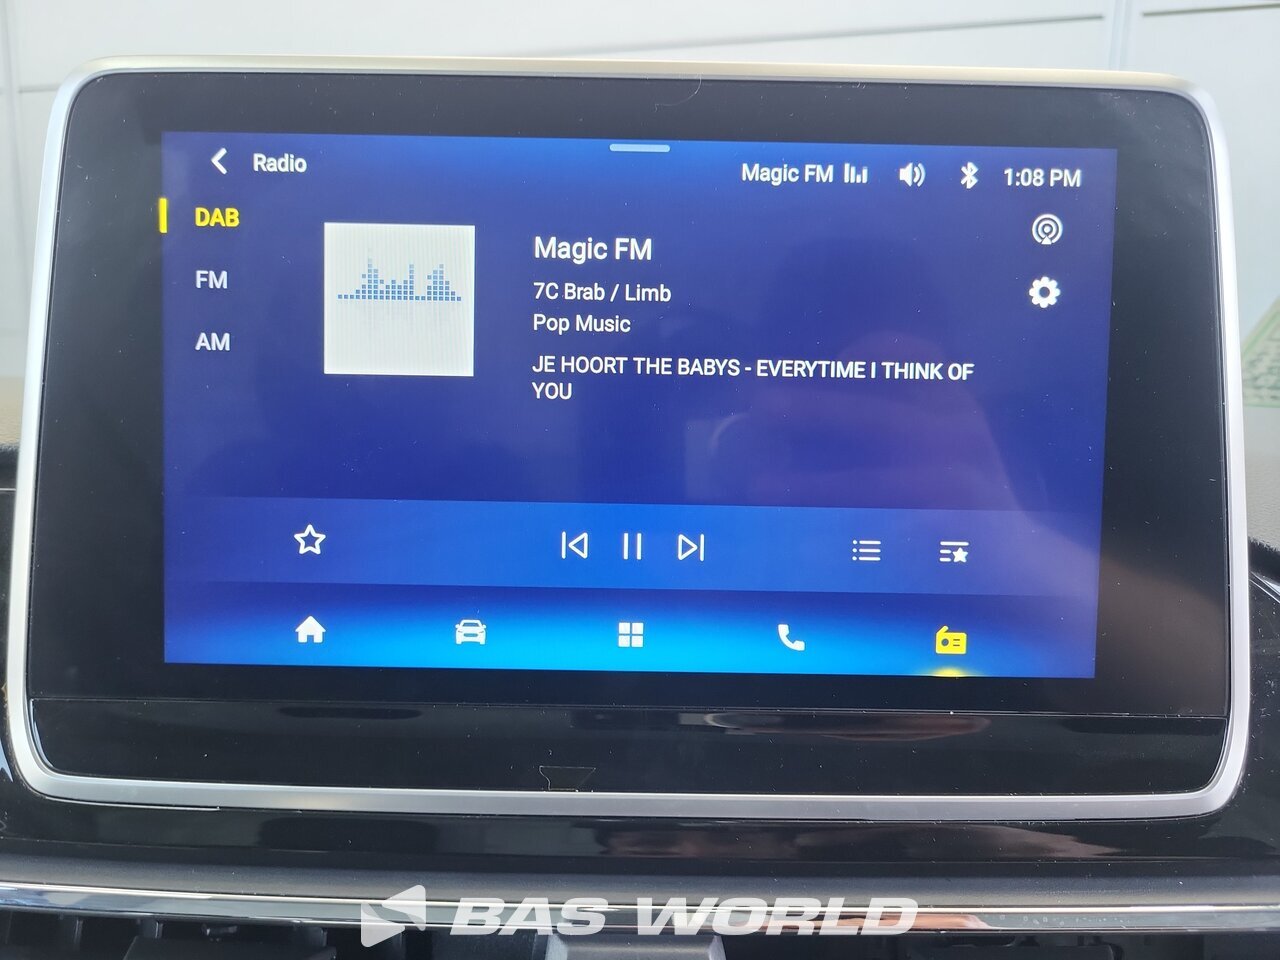 Radio
Magic FM
1:08 PM
DAB
FM
AM
Magic FM
7C Brab / Limb
Pop Music
JE HOORT THE BABYS - EVERYTIME I THINK OF
YOU
BAS WORLD